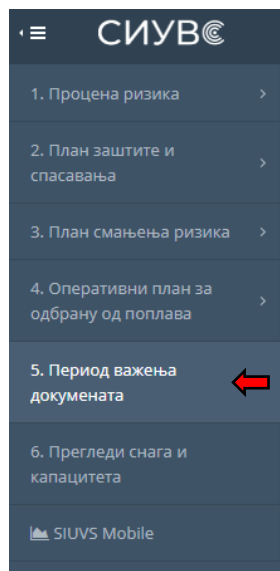 СИУВС
1. Процена ризика
2. План заштите и
спасавања
3. План смањења ризика
4. Оперативни план за
одбрану од поплава
5. Период важења
докумената
6. Прегледи снага и
капацитета
SIUVS Mobile